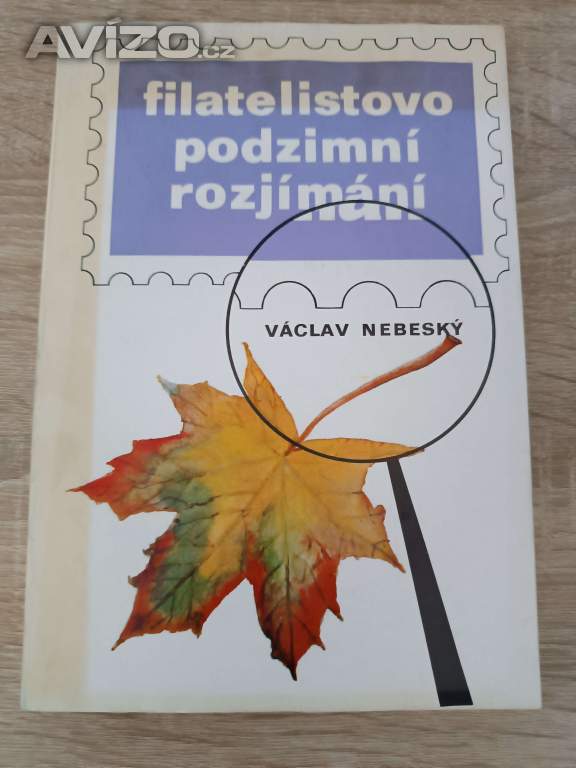 AVÍZO.cz
filatelistovo
podzimní
rozjímání
VÁCLAV NEBESKÝ